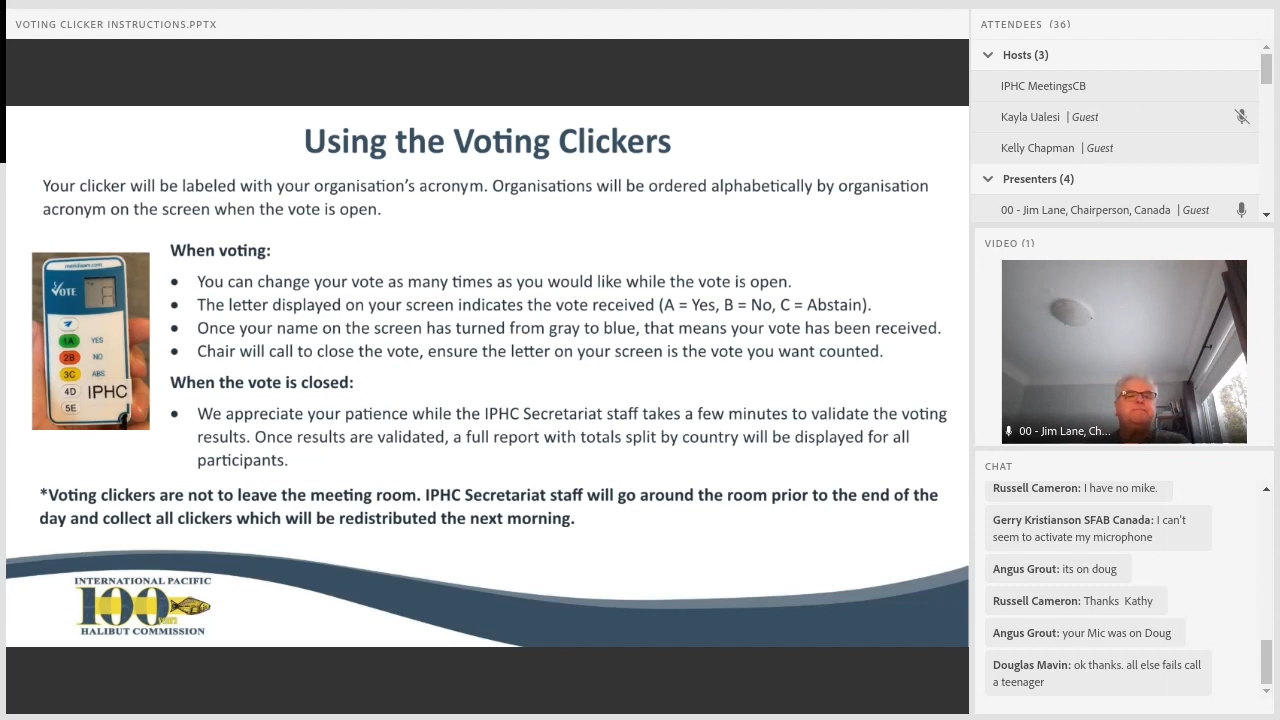 VOTING CLICKER INSTRUCTIONS.PPTX
Using the Voting Clickers
Your clicker will be labeled with your organisation's acronym. Organisations will be ordered alphabetically by organisation
acronym on the screen when the vote is open.
When voting:
• You can change your vote as many times as you would like while the vote is open.
• The letter displayed on your screen indicates the vote received (A = Yes, B = No, C = Abstain).
• Once your name on the screen has turned from gray to blue, that means your vote has been received.
• Chair will call to close the vote, ensure the letter on your screen is the vote you want counted.
When the vote is closed:
• We appreciate your patience while the IPHC Secretariat staff takes a few minutes to validate the voting
results. Once results are validated, a full report with totals split by country will be displayed for all
participants.
*Voting clickers are not to leave the meeting room. IPHC Secretariat staff will go around the room prior to the end of the
day and collect all clickers which will be redistributed the next morning.
VOTE
1A YES
2B NO
3C ABS
4D IPHC
5E
INTERNATIONAL PACIFIC
100
HALIBUT COMMISSION
ATTENDEES (36)
Hosts (3)
IPHC MeetingsCB
Kayla Ualesi | Guest
Kelly Chapman | Guest
Presenters (4)
00 - Jim Lane, Chairperson, Canada | Guest
VIDEO (1)
00 - Jim Lane, Ch...
CHAT
Russell Cameron: I have no mike.
Gerry Kristianson SFAB Canada: I can't
seem to activate my microphone
Angus Grout: its on doug
Russell Cameron: Thanks Kathy
Angus Grout: your Mic was on Doug
Douglas Mavin: ok thanks. all else fails call
a teenager